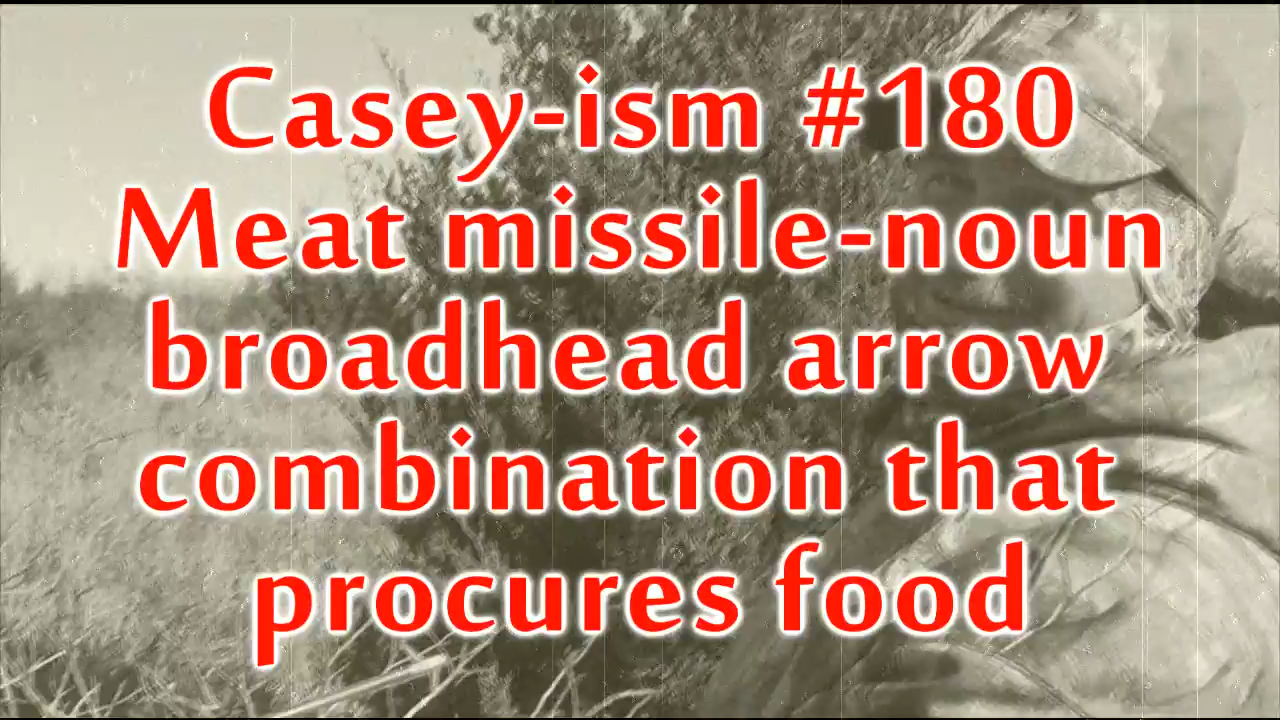 Casey-ism #180
Meat missile-noun
broadhead arrow
combination that
procures food